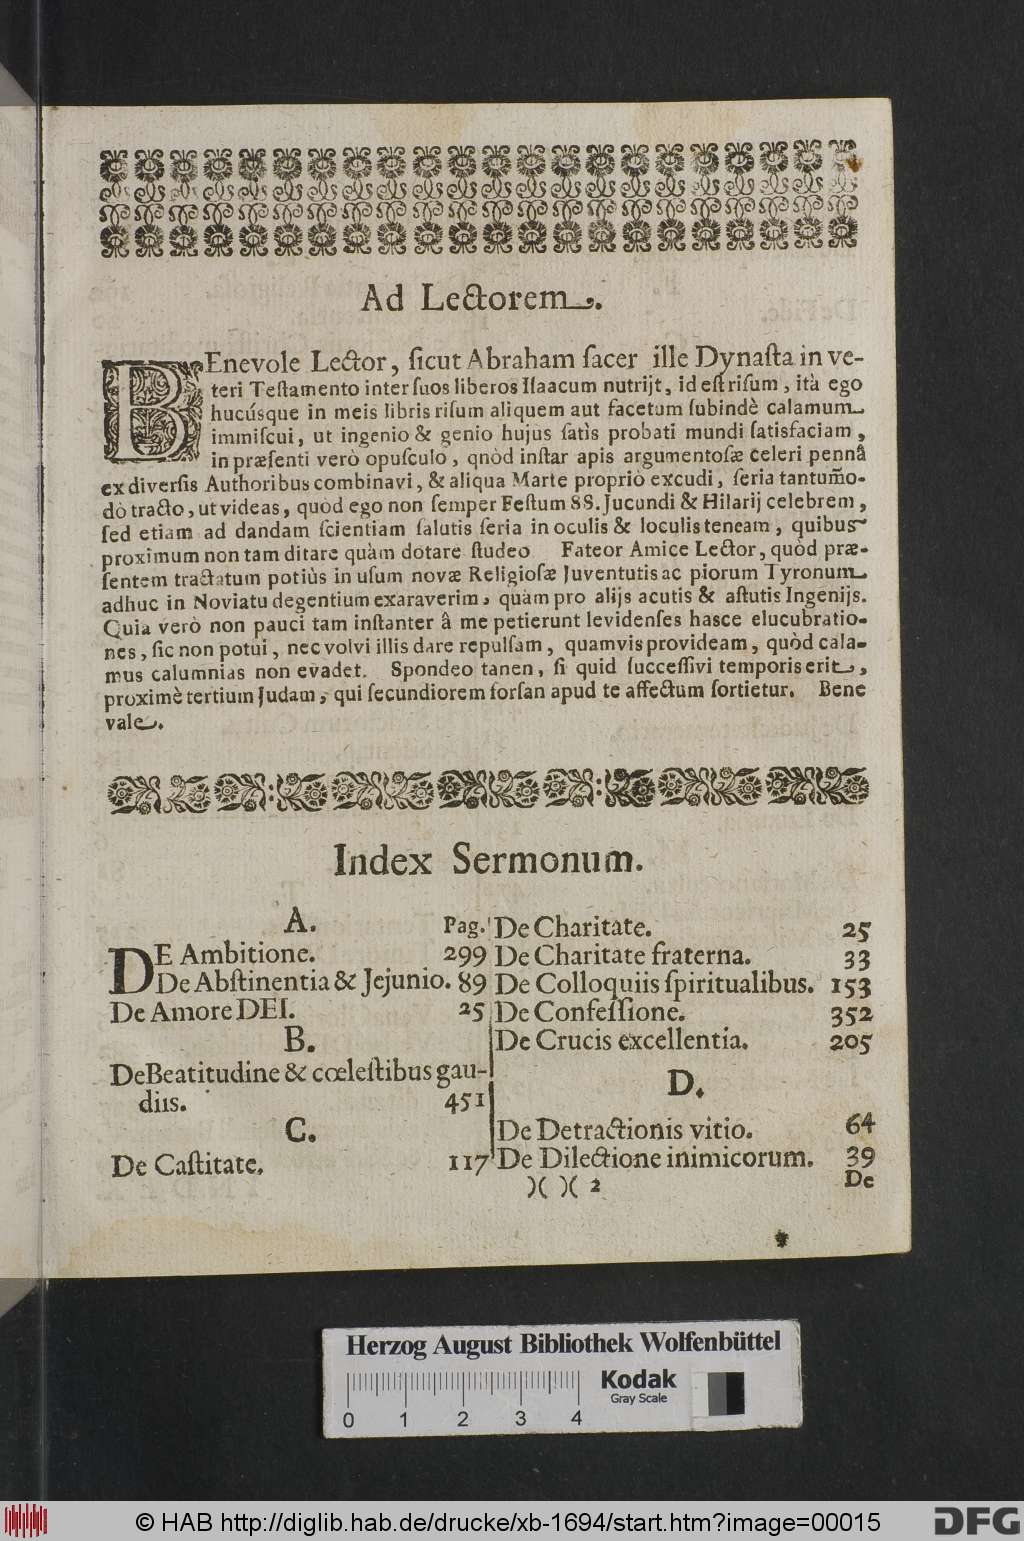 Ad Lectorem.
BEnevole Lector, ſicut Abraham ſacer ille Dynaſta in ve-
teri Teſtamento inter ſuos liberos Iſaacum nutrijt, id eſt riſum, ità ego
hucúsque in meis libris riſum aliquem aut facetum ſubindè calamum
immiſcui, ut ingenio & genio hujus ſatìs probati mundi ſatisfaciam,
in præſenti verò opuſculo, qnòd inſtar apis argumentoſæ celeri pennâ
ex diverſis Authoribus combinavi, & aliqua Marte propriò excudi, ſeria tantum̃o-
dò tracto, ut videas, quòd ego non ſemper Feſtum SS. Jucundi & Hilarij celebrem,
ſed etiam ad dandam ſcientiam ſalutis ſeria in oculis & loculis teneam, quibus
proximum non tam ditare quàm dotare ſtudeo Fateor Amice Lector, quòd præ-
ſentem tractatum potiùs in uſum novæ Religioſæ Juventutis ac piorum Tyronum
adhuc in Noviatu degentium exaraverim, quàm pro alijs acutis & aſtutis Ingenijs.
Quia verò non pauci tam inſtanter â me petierunt levidenſes hasce elucubratio-
nes, ſic non potui, nec volvi illis dare repulſam, quamvis provideam, quòd cala-
mus calumnias non evadet. Spondeo tanen, ſi quid ſucceſſivi temporis erit,
proximè tertium Judam, qui ſecundiorem forſan apud te affectum ſortietur. Bene
vale.
Index Sermonum.
A. Pag.
DE Ambitione. 299
De Abſtinentia & Jejunio. 89
De Amore DEI. 25
B.
De Beatitudine & cœleſtibus gau-
diis. 451
C.
De Caſtitate. 117
De Charitate. 25
De Charitate fraterna. 33
De Colloquiis ſpiritualibus. 153
De Confeſſione. 352
De Crucis excellentia. 205
D.
De Detractionis vitio. 64
De Dilectione inimicorum. 39
)( )( 2 De
Herzog August Bibliothek Wolfenbüttel
Kodak
Gray Scale
0 1 2 3 4
© HAB http://diglib.hab.de/drucke/xb-1694/start.htm?image=00015
DFG